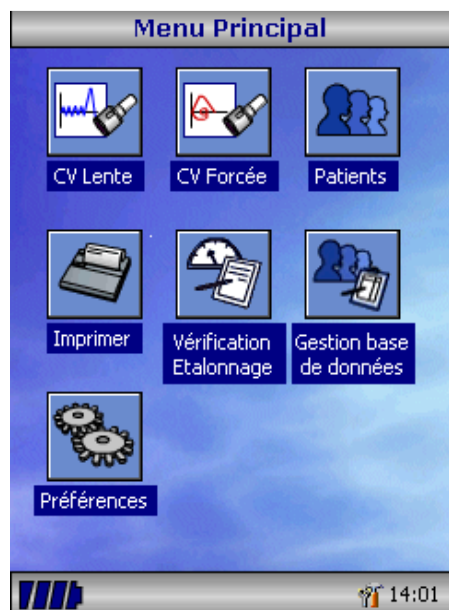 Menu Principal
CV Lente
CV Forcée
Patients
Imprimer
Vérification
Etalonnage
Gestion base
de données
Préférences
14:01